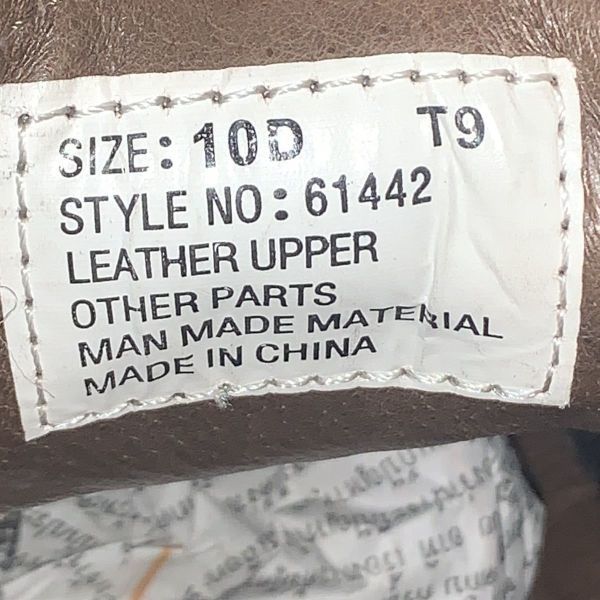 SIZE: 10D T9
STYLE NO: 61442
LEATHER UPPER
OTHER PARTS
MAN MADE MATERIAL
MADE IN CHINA